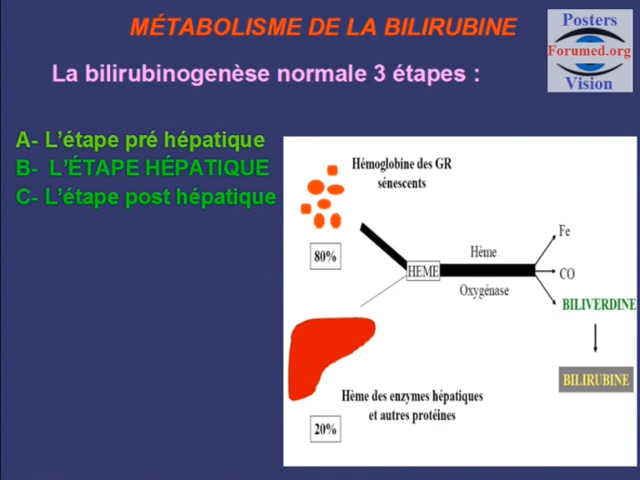 MÉTABOLISME DE LA BILIRUBINE
Posters
Forumed.org
Vision
La bilirubinogenèse normale 3 étapes :
A- L'étape pré hépatique
B- L'ÉTAPE HÉPATIQUE
C- L'étape post hépatique
Hémoglobine des GR
sénescents
80%
HEME
Hème
Oxygénase
Fe
CO
BILIVERDINE
BILIRUBINE
Hème des enzymes hépatiques
et autres protéines
20%